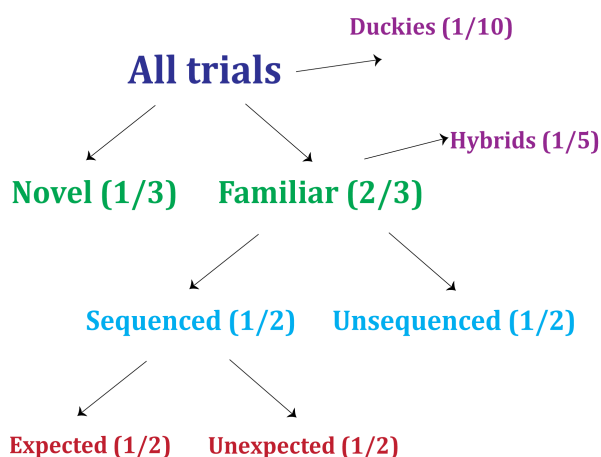 Duckies (1/10)
All trials
Hybrids (1/5)
Novel (1/3)
Familiar (2/3)
Sequenced (1/2)
Unsequenced (1/2)
Expected (1/2)
Unexpected (1/2)